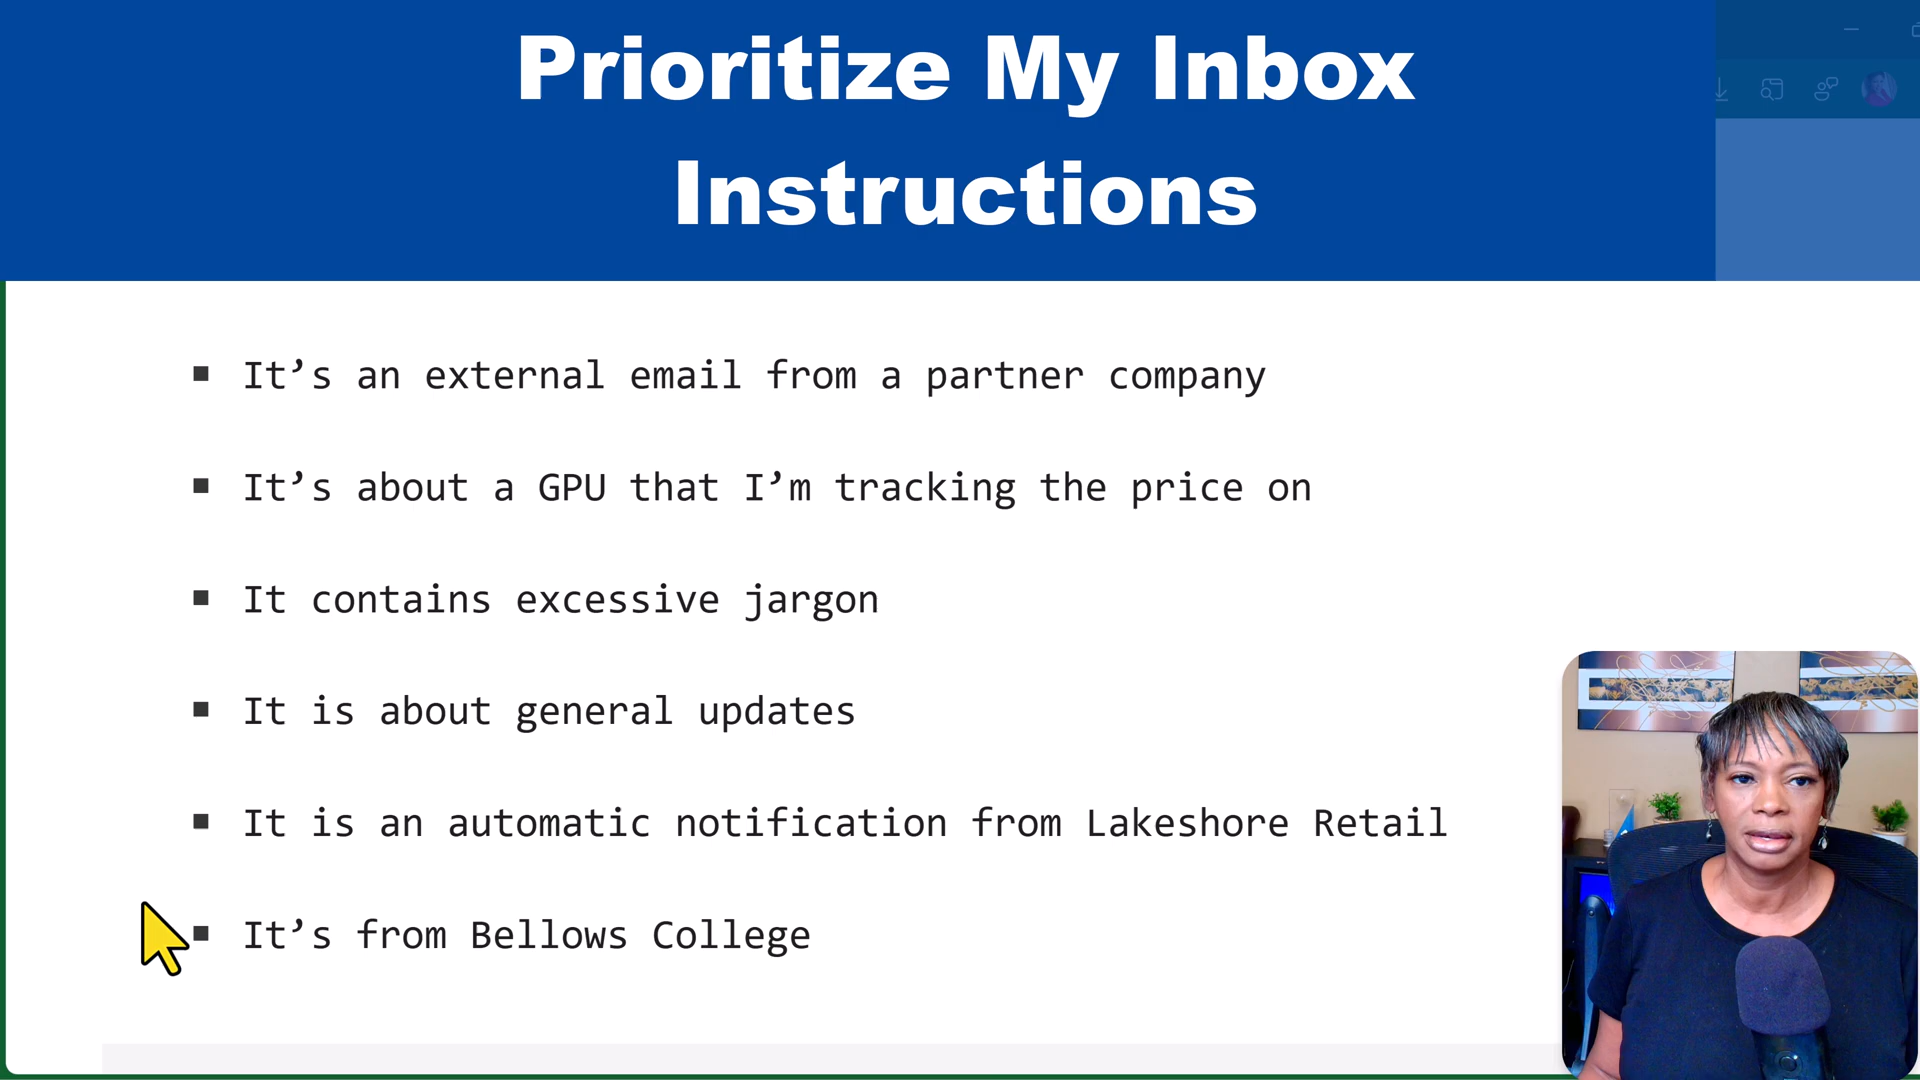 Prioritize My Inbox
Instructions
▪ It’s an external email from a partner company
▪ It’s about a GPU that I’m tracking the price on
▪ It contains excessive jargon
▪ It is about general updates
▪ It is an automatic notification from Lakeshore Retail
▪ It’s from Bellows College